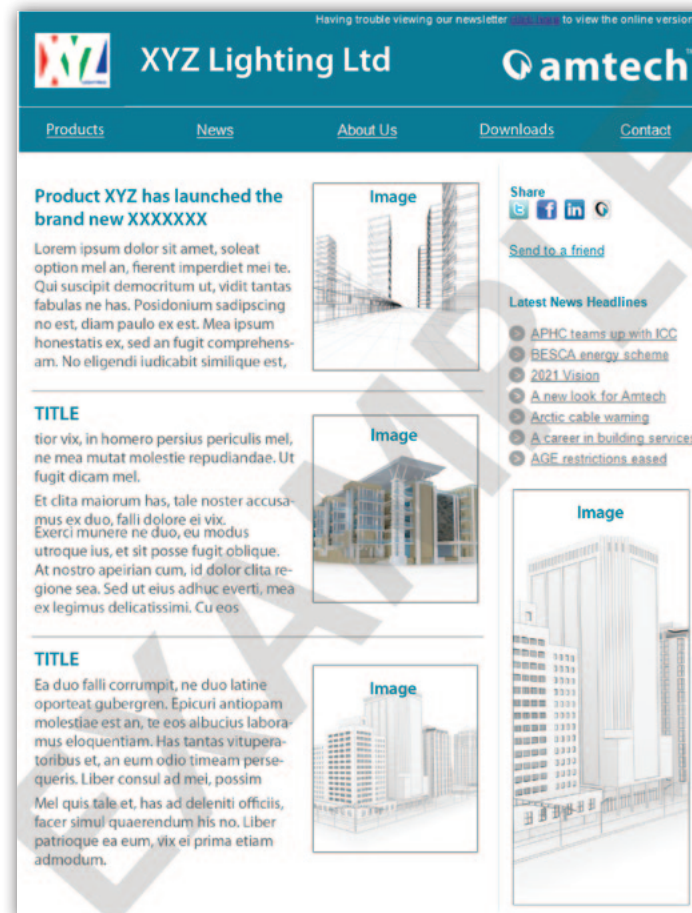 Having trouble viewing our newsletter click here to view the online version
XYZ
XYZ Lighting Ltd
amtech
Products
News
About Us
Downloads
Contact
Product XYZ has launched the
brand new XXXXXXX
Lorem ipsum dolor sit amet, soleat
option mel an, fierent imperdiet mei te.
Qui suscipit democritum ut, vidit tantas
fabulas ne has. Posidonium sadipscing
no est, diam paulo ex est. Mea ipsum
honestatis ex, sed an fugit comprehens-
am. No eligendi iudicabit similique est,
Image
TITLE
tior vix, in homero persius periculis mel,
ne mea mutat molestie repudiandae. Ut
fugit dicam mel.
Et clita maiorum has, tale noster accusa-
mus ex duo, falli dolore ei vix.
Exerci munere ne duo, eu modus
utroque ius, et sit posse fugit oblique.
At nostro apeirian cum, id dolor clita re-
gione sea. Sed ut eius adhuc everti, mea
ex legimus delicatissimi. Cu eos
Image
TITLE
Ea duo falli corrumpit, ne duo latine
oporteat gubergren. Epicuri antiopam
molestiae est an, te eos albucius labora-
mus eloquentiam. Has tantas vitupera-
toribus et, an eum odio timeam perse-
queris. Liber consul ad mei, possim
Mel quis tale et, has ad deleniti officiis,
facer simul quaerendum his no. Liber
patrioque ea eum, vix ei prima etiam
admodum.
Image
Share
Send to a friend
Latest News Headlines
APHC teams up with ICC
BESCA energy scheme
2021 Vision
A new look for Amtech
Arctic cable warning
A career in building services
AGE restrictions eased
Image
EXAMPLE